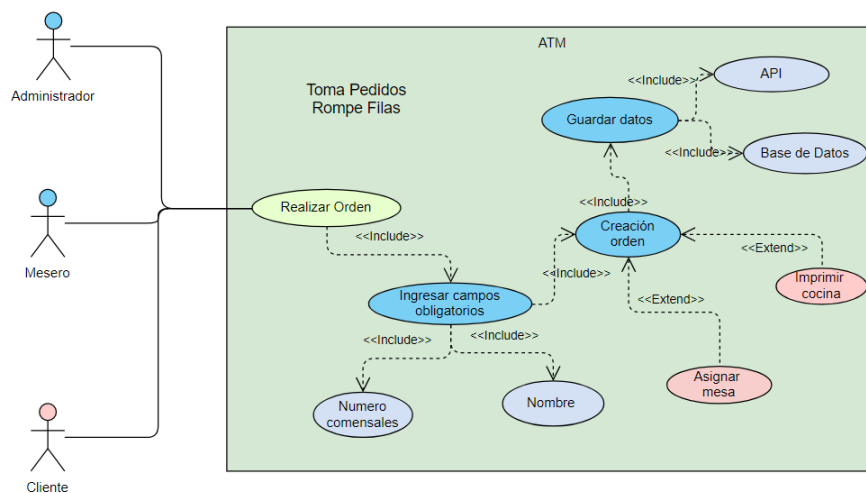 ATM
Administrador
Toma Pedidos
Rompe Filas
<<Include>>
API
Guardar datos
<<Include>>
Base de Datos
Mesero
Realizar Orden
<<Include>>
<<Include>>
Creación
orden
<<Extend>>
<<Include>>
Imprimir
cocina
Ingresar campos
obligatorios
<<Extend>>
<<Include>>
<<Include>>
Asignar
mesa
Numero
comensales
Nombre
Cliente